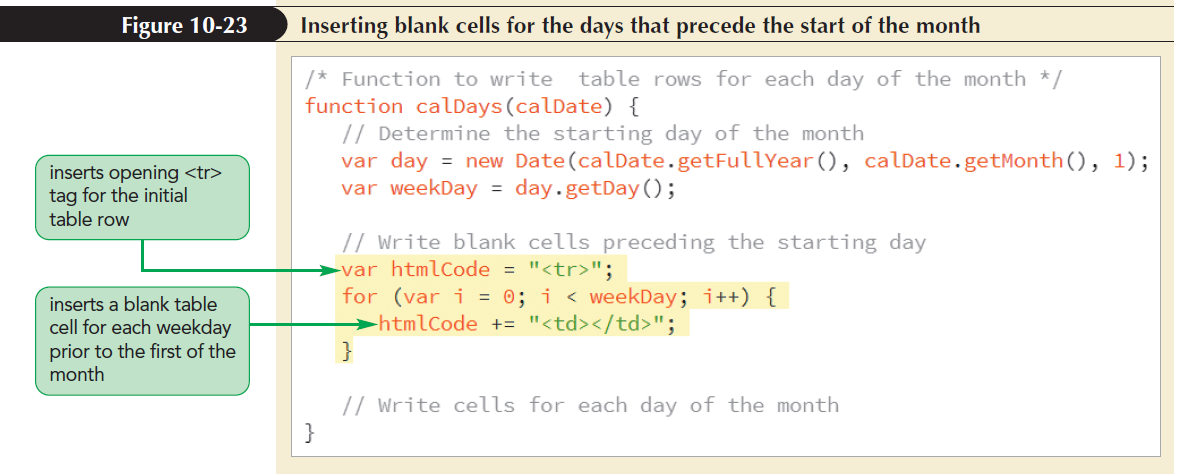 Figure 10-23
Inserting blank cells for the days that precede the start of the month
/* Function to write  table rows for each day of the month */
function calDays(calDate) {
// Determine the starting day of the month
var day = new Date(calDate.getFullYear(), calDate.getMonth(), 1);
var weekDay = day.getDay();
inserts opening <tr>
tag for the initial
table row
// Write blank cells preceding the starting day
var htmlCode = "<tr>";
for (var i = 0; i < weekDay; i++) {
htmlCode += "<td></td>";
}
inserts a blank table
cell for each weekday
prior to the first of the
month
// Write cells for each day of the month
}